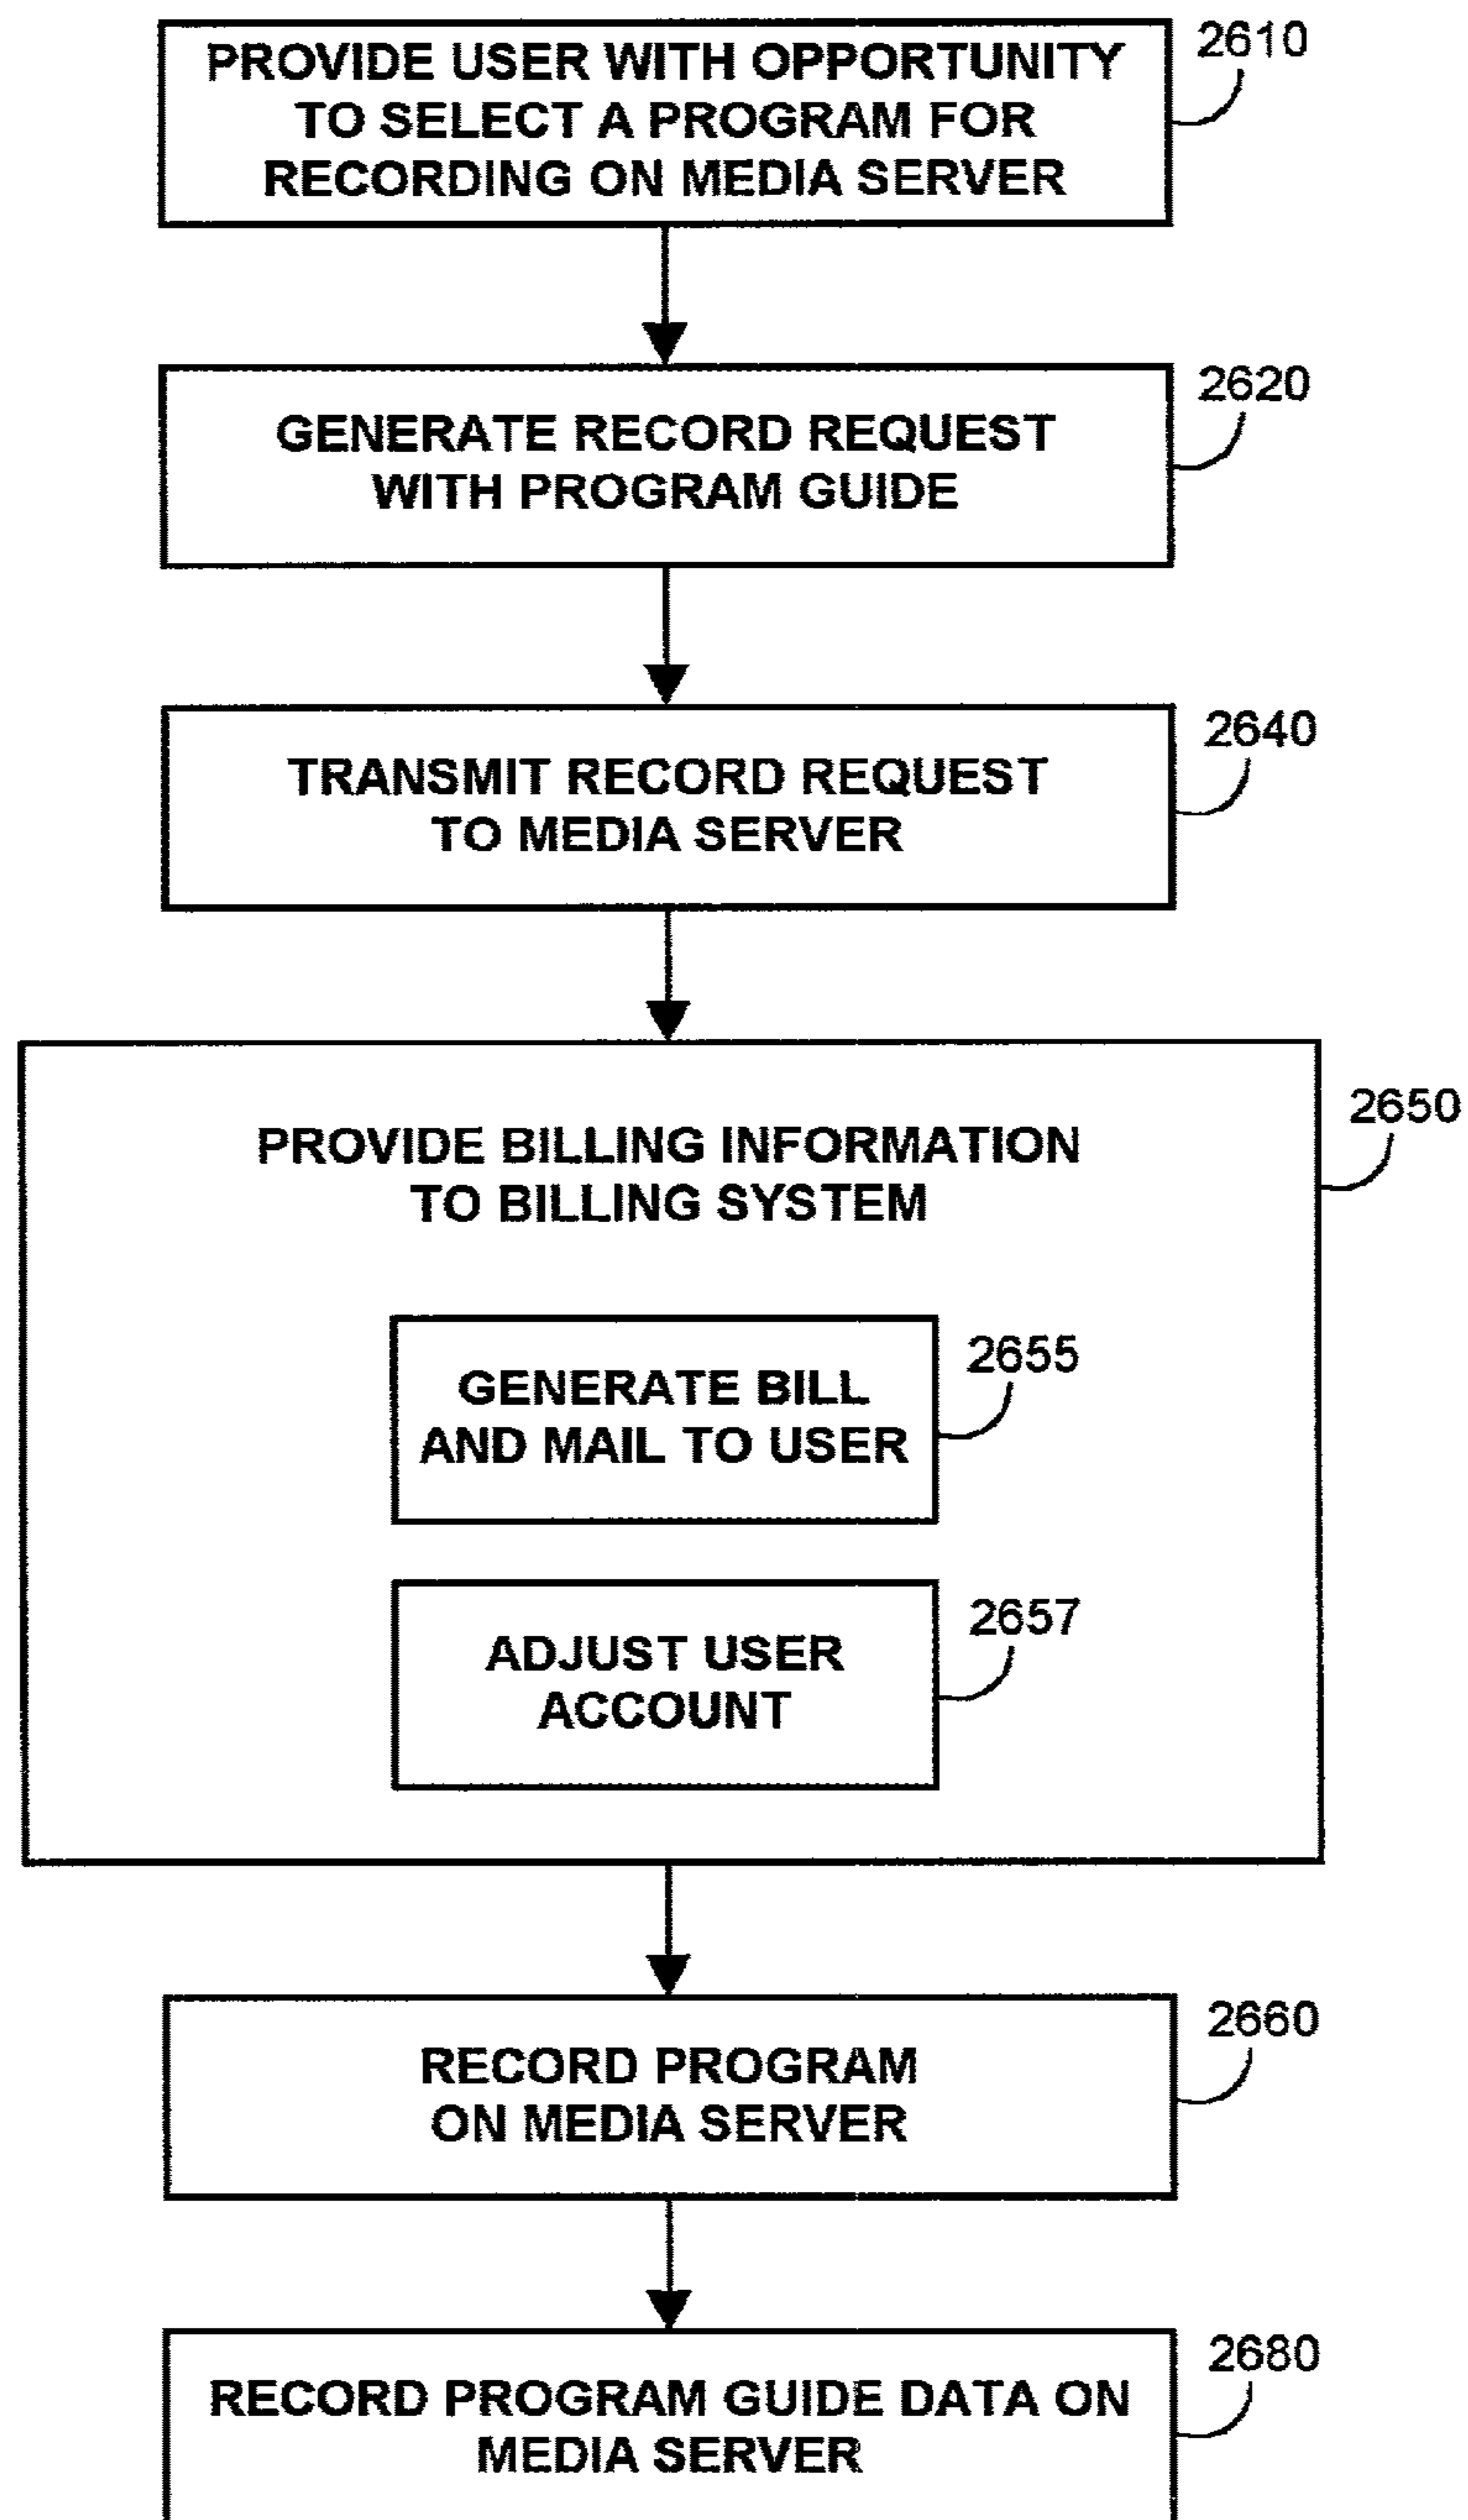 PROVIDE USER WITH OPPORTUNITY
TO SELECT A PROGRAM FOR
RECORDING ON MEDIA SERVER
2610
GENERATE RECORD REQUEST
WITH PROGRAM GUIDE
2620
TRANSMIT RECORD REQUEST
TO MEDIA SERVER
2640
PROVIDE BILLING INFORMATION
TO BILLING SYSTEM
2650
GENERATE BILL
AND MAIL TO USER
2655
ADJUST USER
ACCOUNT
2657
RECORD PROGRAM
ON MEDIA SERVER
2660
RECORD PROGRAM GUIDE DATA ON
MEDIA SERVER
2680